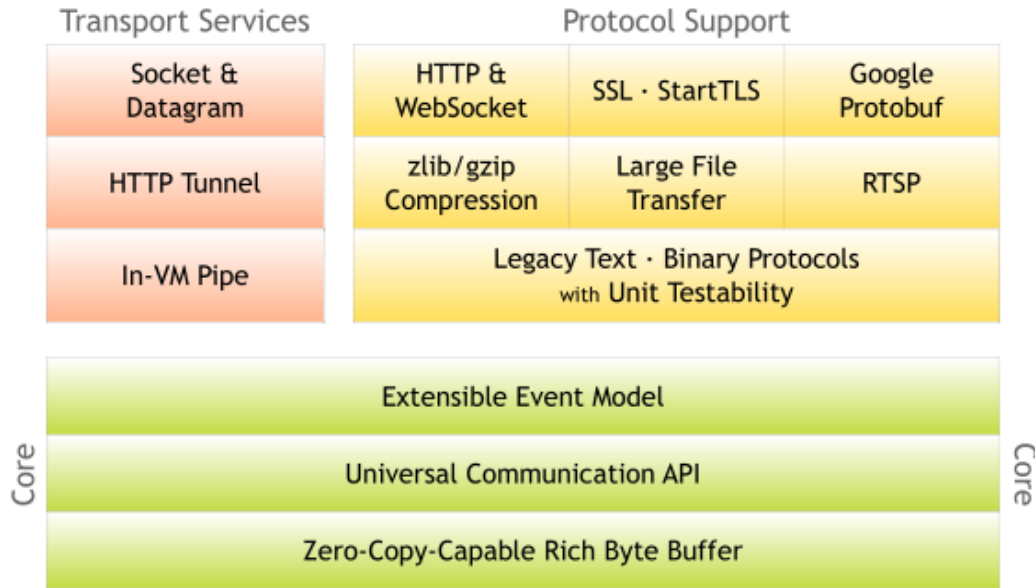 Transport Services
Protocol Support
Socket &
Datagram
HTTP &
WebSocket
SSL · StartTLS
Google
Protobuf
HTTP Tunnel
zlib/gzip
Compression
Large File
Transfer
RTSP
In-VM Pipe
Legacy Text · Binary Protocols
with Unit Testability
Core
Extensible Event Model
Universal Communication API
Zero-Copy-Capable Rich Byte Buffer
Core